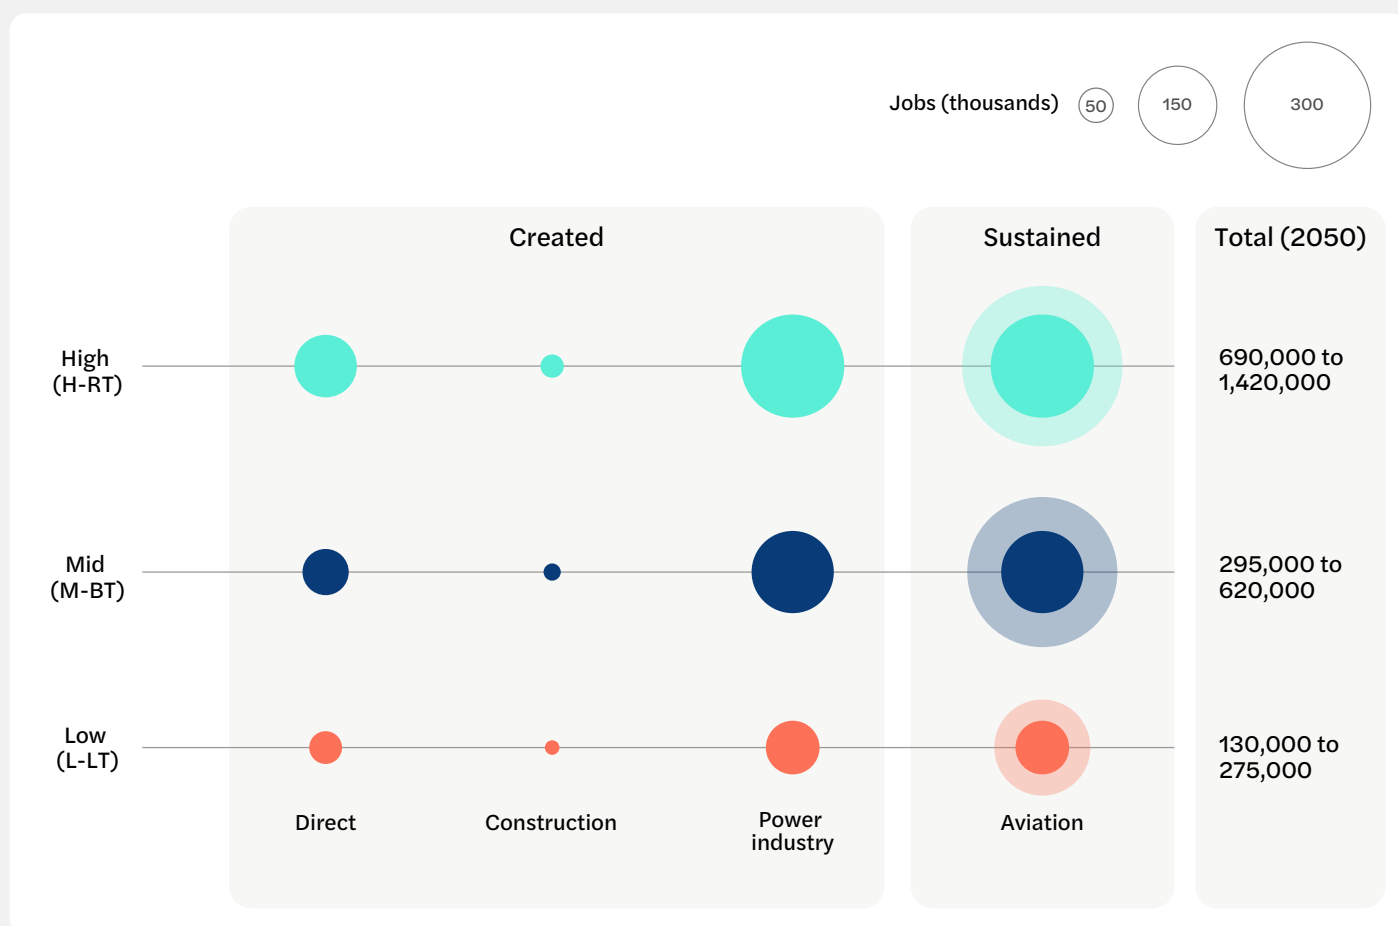 Jobs (thousands)
50
150
300
Created
Sustained
Total (2050)
High
(H-RT)
690,000 to
1,420,000
Mid
(M-BT)
295,000 to
620,000
Low
(L-LT)
130,000 to
275,000
Direct
Construction
Power
industry
Aviation